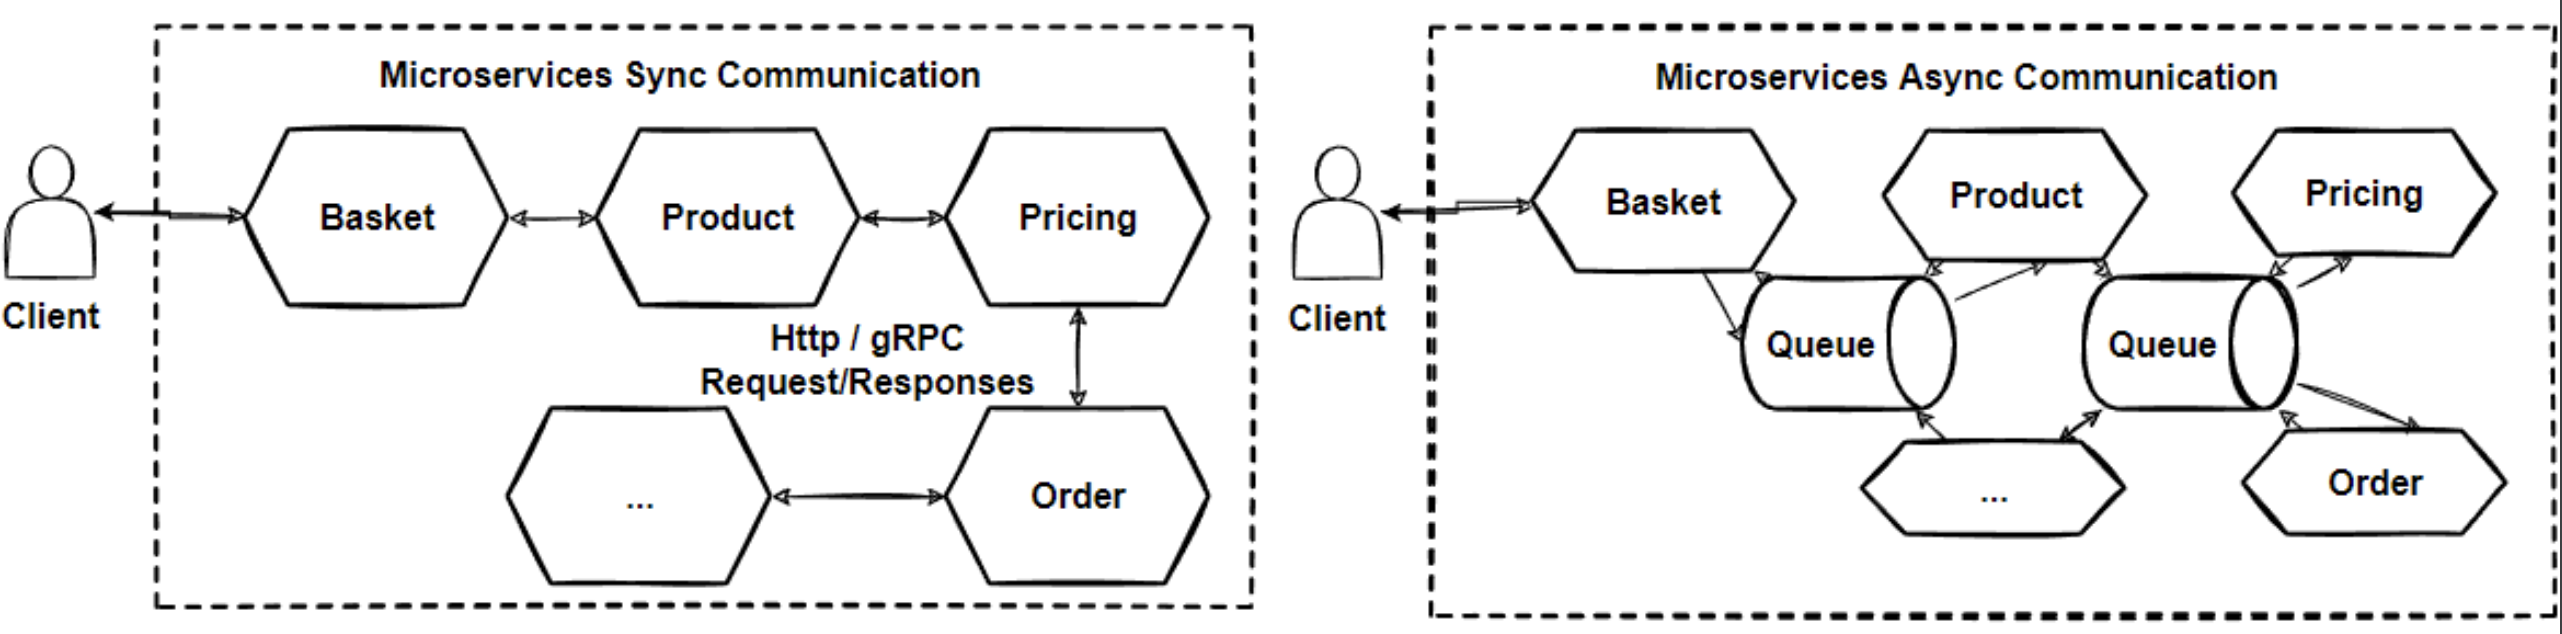 Microservices Sync Communication
Client
Basket
Product
Pricing
Http / gRPC
Request/Responses
...
Order
Microservices Async Communication
Client
Basket
Product
Pricing
Queue
Queue
...
Order